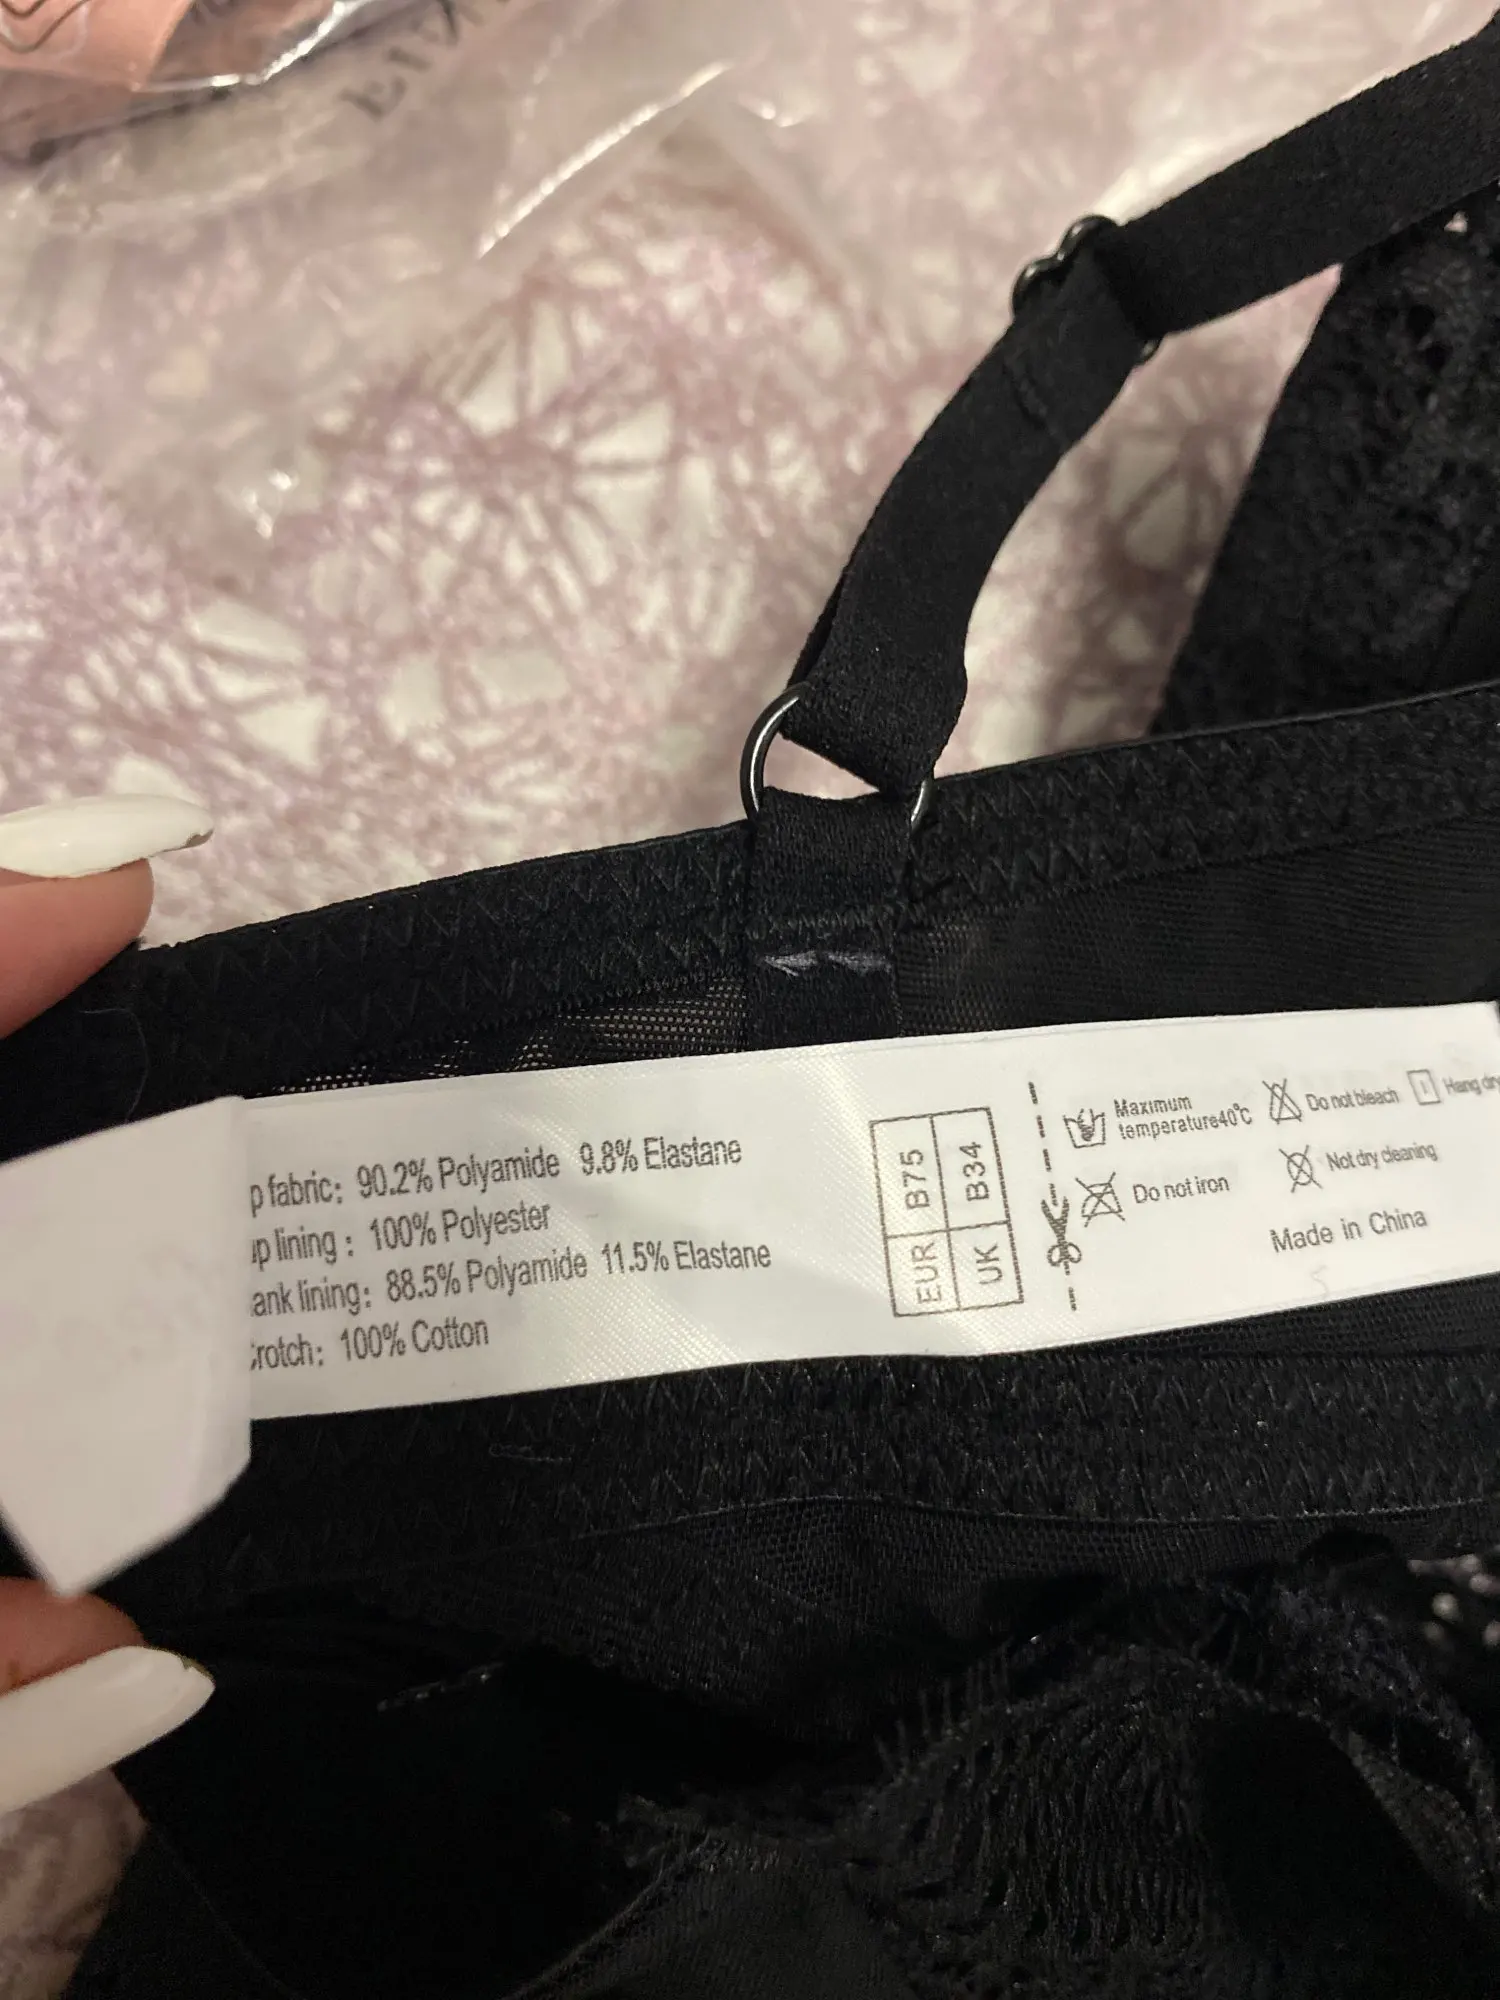 p fabric: 90.2% Polyamide 9.8% Elastane
up lining : 100% Polyester
ank lining: 88.5% Polyamide 11.5% Elastane
Crotch: 100% Cotton
EUR B75
UK B34
Maximum temperature40°C
Do not bleach
Hang dry
Do not iron
Not dry cleaning
Made in China